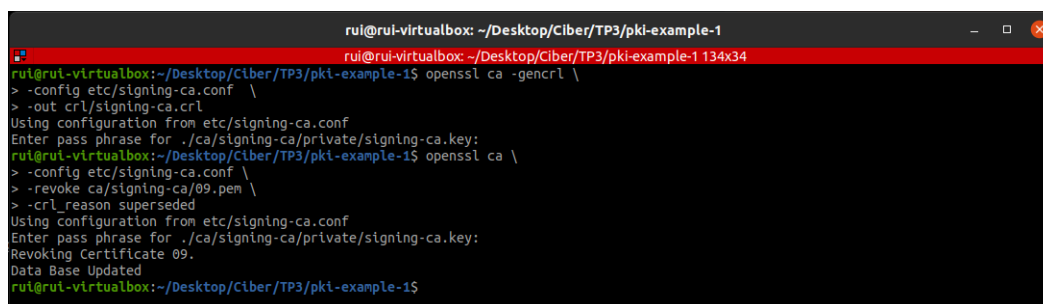 rui@rui-virtualbox: ~/Desktop/Ciber/TP3/pki-example-1
rui@rui-virtualbox: ~/Desktop/Ciber/TP3/pki-example-1 134x34
rui@rui-virtualbox:~/Desktop/Ciber/TP3/pki-example-1$ openssl ca -gencrl \
> -config etc/signing-ca.conf  \
> -out crl/signing-ca.crl
Using configuration from etc/signing-ca.conf
Enter pass phrase for ./ca/signing-ca/private/signing-ca.key:
rui@rui-virtualbox:~/Desktop/Ciber/TP3/pki-example-1$ openssl ca \
> -config etc/signing-ca.conf \
> -revoke ca/signing-ca/09.pem \
> -crl_reason superseded
Using configuration from etc/signing-ca.conf
Enter pass phrase for ./ca/signing-ca/private/signing-ca.key:
Revoking Certificate 09.
Data Base Updated
rui@rui-virtualbox:~/Desktop/Ciber/TP3/pki-example-1$